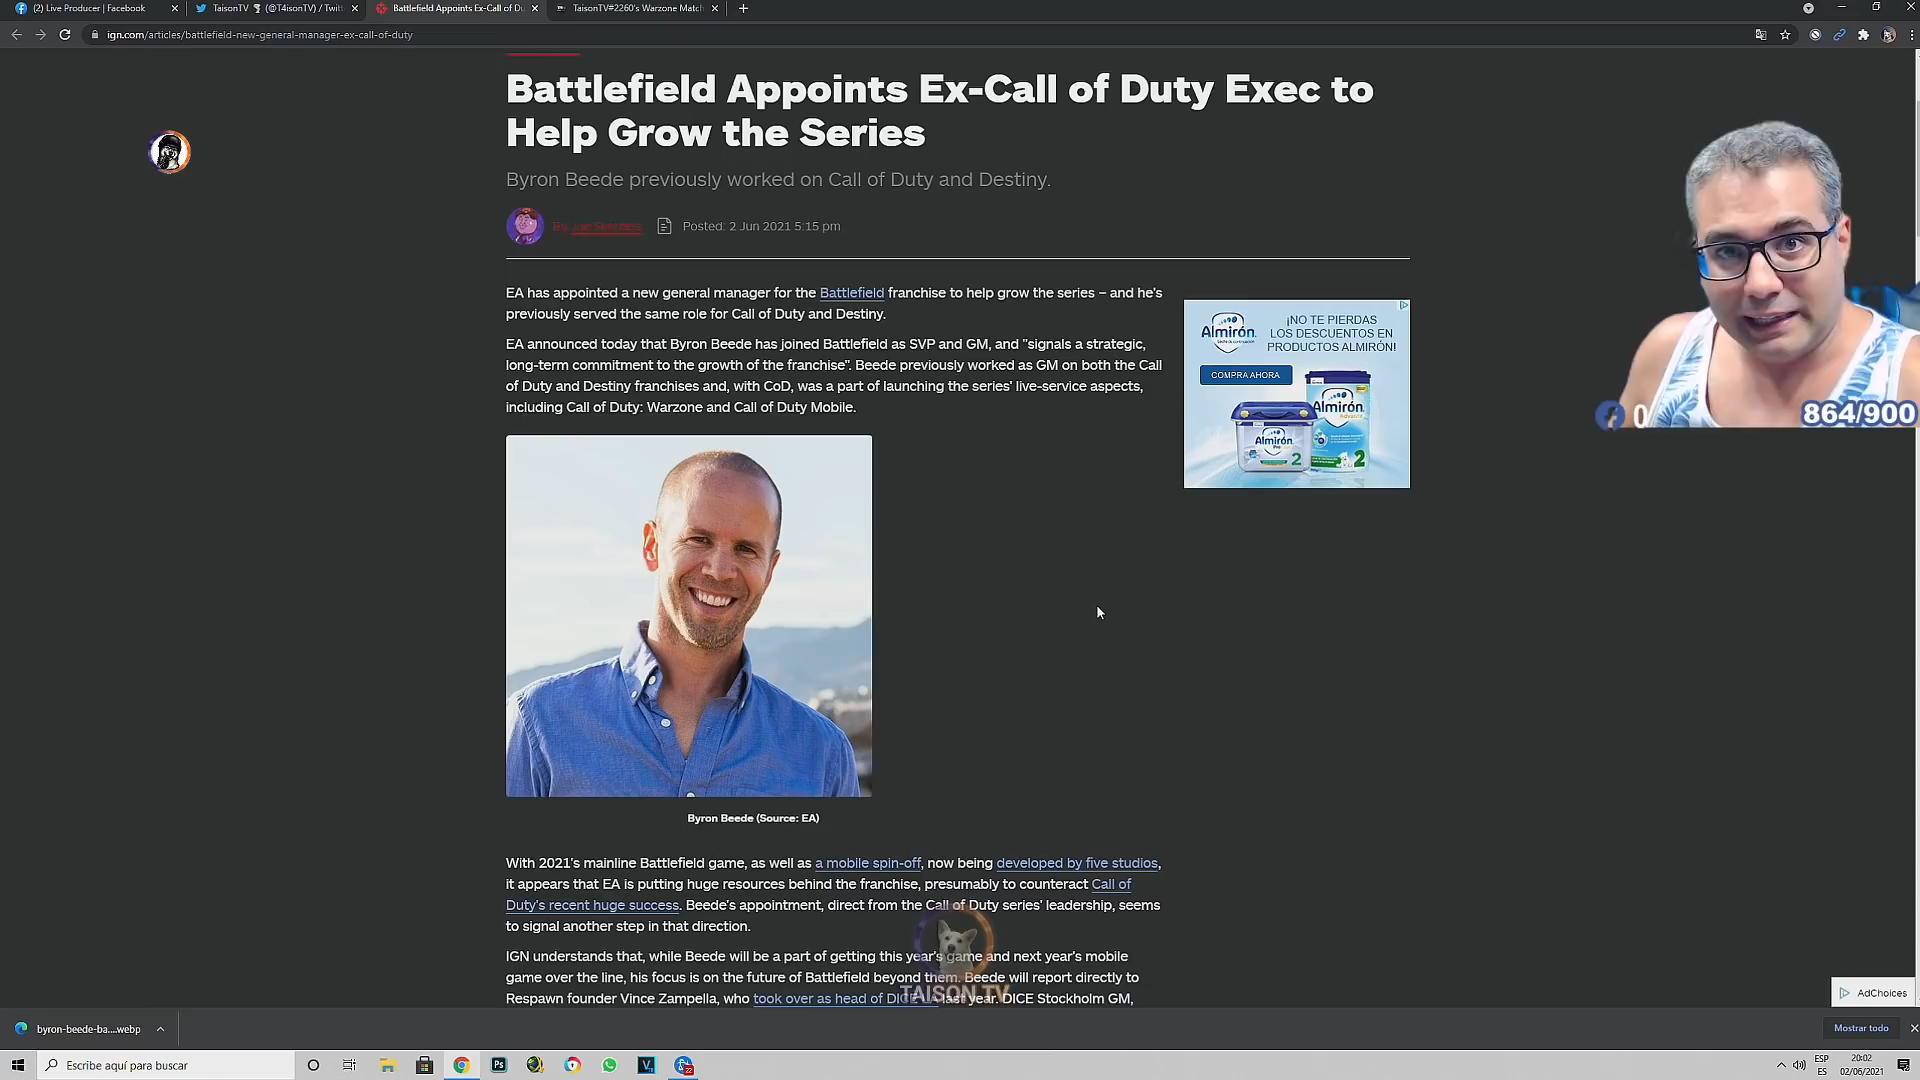 (2) Live Producer | Facebook
TaisonTV
(@T4isonTV) / Twitt
Battlefield Appoints Ex-Call of Du
TaisonTV#2260's Warzone Match
ign.com/articles/battlefield-new-general-manager-ex-call-of-duty
Battlefield Appoints Ex-Call of Duty Exec to
Help Grow the Series
Byron Beede previously worked on Call of Duty and Destiny.
By
Posted: 2 Jun 2021 5:15 pm
EA has appointed a new general manager for the Battlefield franchise to help grow the series – and he's
previously served the same role for Call of Duty and Destiny.
EA announced today that Byron Beede has joined Battlefield as SVP and GM, and "signals a strategic,
long-term commitment to the growth of the franchise". Beede previously worked as GM on both the Call
of Duty and Destiny franchises and, with CoD, was a part of launching the series' live-service aspects,
including Call of Duty: Warzone and Call of Duty Mobile.
Almirón
¡NO TE PIERDAS
LOS DESCUENTOS EN
PRODUCTOS ALMIRÓN!
COMPRA AHORA
Almirón
Advance
2
Almirón
Pro
2
0
864/900
Byron Beede (Source: EA)
With 2021's mainline Battlefield game, as well as a mobile spin-off, now being developed by five studios,
it appears that EA is putting huge resources behind the franchise, presumably to counteract Call of
Duty's recent huge success. Beede's appointment, direct from the Call of Duty series' leadership, seems
to signal another step in that direction.
IGN understands that, while Beede will be a part of getting this year's game and next year's mobile
game over the line, his focus is on the future of Battlefield beyond them. Beede will report directly to
Respawn founder Vince Zampella, who took over as head of DICE LA last year. DICE Stockholm GM,
TAISON TV
AdChoices
byron-beede-ba....webp
Mostrar todo
Escribe aquí para buscar
Ps
V
22
ESP
ES
20:02
02/06/2021